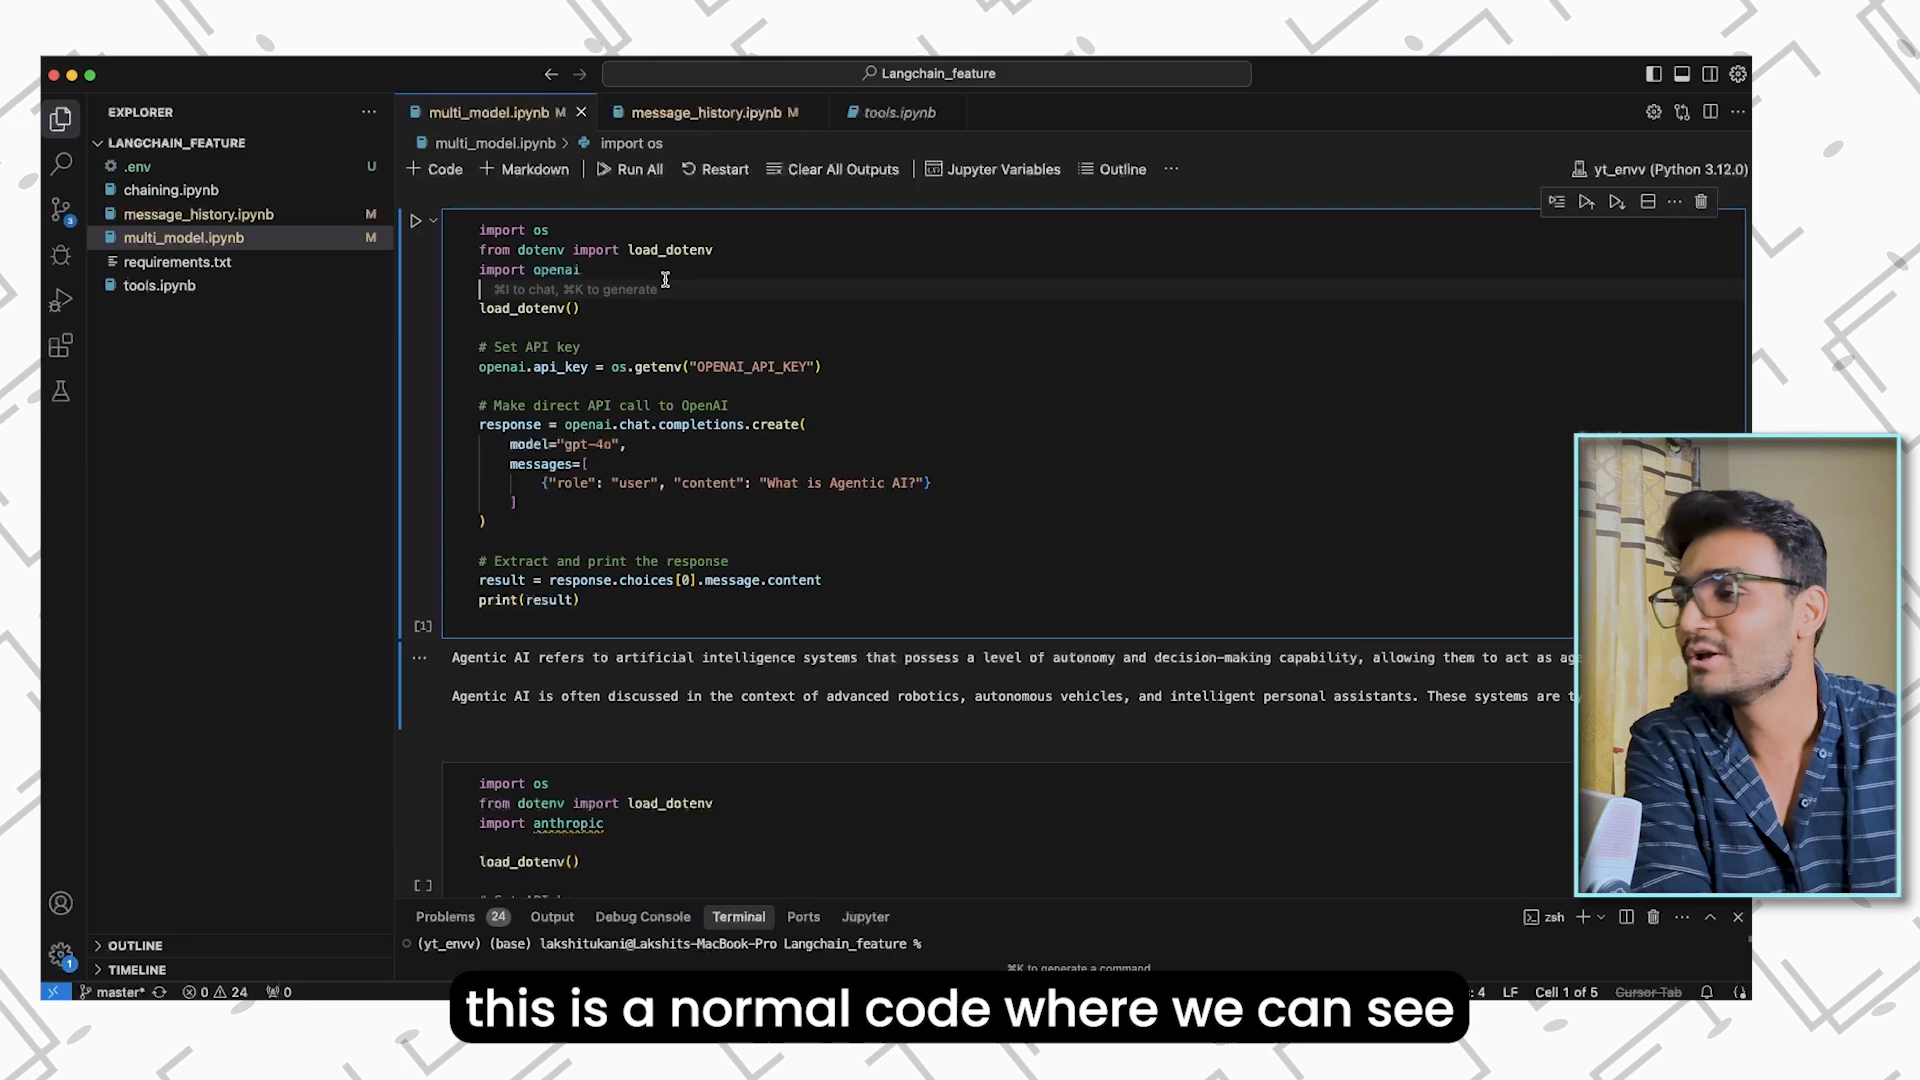 Langchain_feature
EXPLORER
LANGCHAIN_FEATURE
.env U
chaining.ipynb
message_history.ipynb M
multi_model.ipynb M
requirements.txt
tools.ipynb
OUTLINE
TIMELINE
multi_model.ipynb M
message_history.ipynb M
tools.ipynb
multi_model.ipynb > import os
+ Code + Markdown Run All Restart Clear All Outputs Jupyter Variables Outline ...
yt_envv (Python 3.12.0)
import os
from dotenv import load_dotenv
import openai
⌘I to chat, ⌘K to generate
load_dotenv()
# Set API key
openai.api_key = os.getenv("OPENAI_API_KEY")
# Make direct API call to OpenAI
response = openai.chat.completions.create(
model="gpt-4o",
messages=[
{"role": "user", "content": "What is Agentic AI?"}
]
)
# Extract and print the response
result = response.choices[0].message.content
print(result)
[1]
Agentic AI refers to artificial intelligence systems that possess a level of autonomy and decision-making capability, allowing them to act as
Agentic AI is often discussed in the context of advanced robotics, autonomous vehicles, and intelligent personal assistants. These systems are
import os
from dotenv import load_dotenv
import anthropic
load_dotenv()
[ ]
Problems 24 Output Debug Console Terminal Ports Jupyter
zsh
(yt_envv) (base) lakshitukani@Lakshits-MacBook-Pro Langchain_feature %
⌘K to generate a command
3
1
master* 0 24 0
: 4 LF Cell 1 of 5 Cursor Tab
this is a normal code where we can see